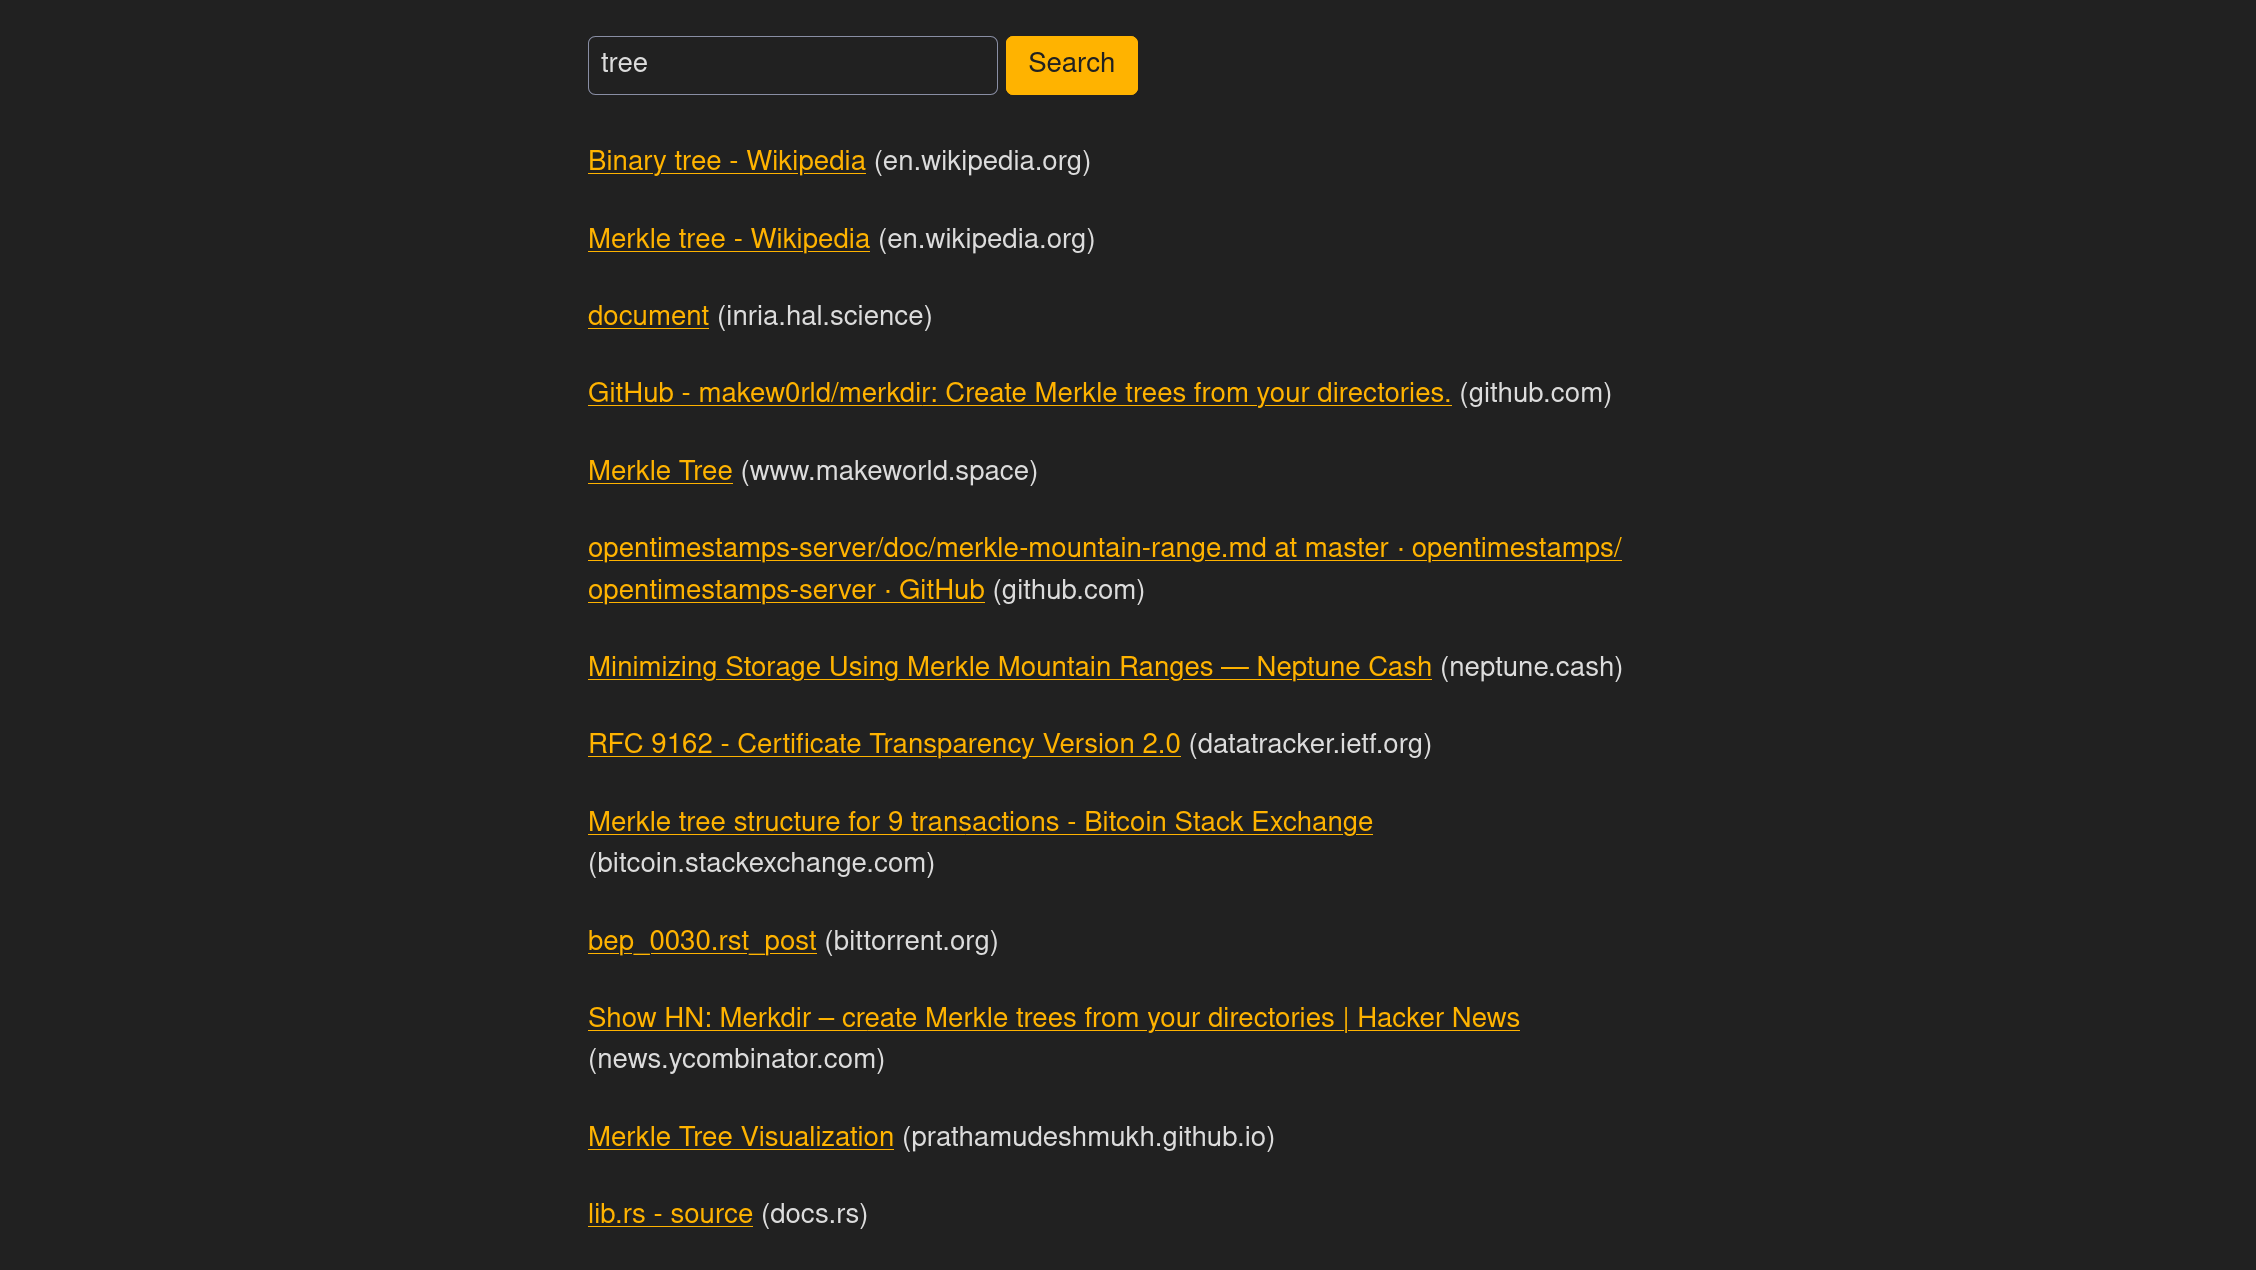 tree
Search
Binary tree - Wikipedia (en.wikipedia.org)
Merkle tree - Wikipedia (en.wikipedia.org)
document (inria.hal.science)
GitHub - makew0rld/merkdir: Create Merkle trees from your directories. (github.com)
Merkle Tree (www.makeworld.space)
opentimestamps-server/doc/merkle-mountain-range.md at master · opentimestamps/
opentimestamps-server · GitHub (github.com)
Minimizing Storage Using Merkle Mountain Ranges — Neptune Cash (neptune.cash)
RFC 9162 - Certificate Transparency Version 2.0 (datatracker.ietf.org)
Merkle tree structure for 9 transactions - Bitcoin Stack Exchange
(bitcoin.stackexchange.com)
bep_0030.rst_post (bittorrent.org)
Show HN: Merkdir – create Merkle trees from your directories | Hacker News
(news.ycombinator.com)
Merkle Tree Visualization (prathamudeshmukh.github.io)
lib.rs - source (docs.rs)